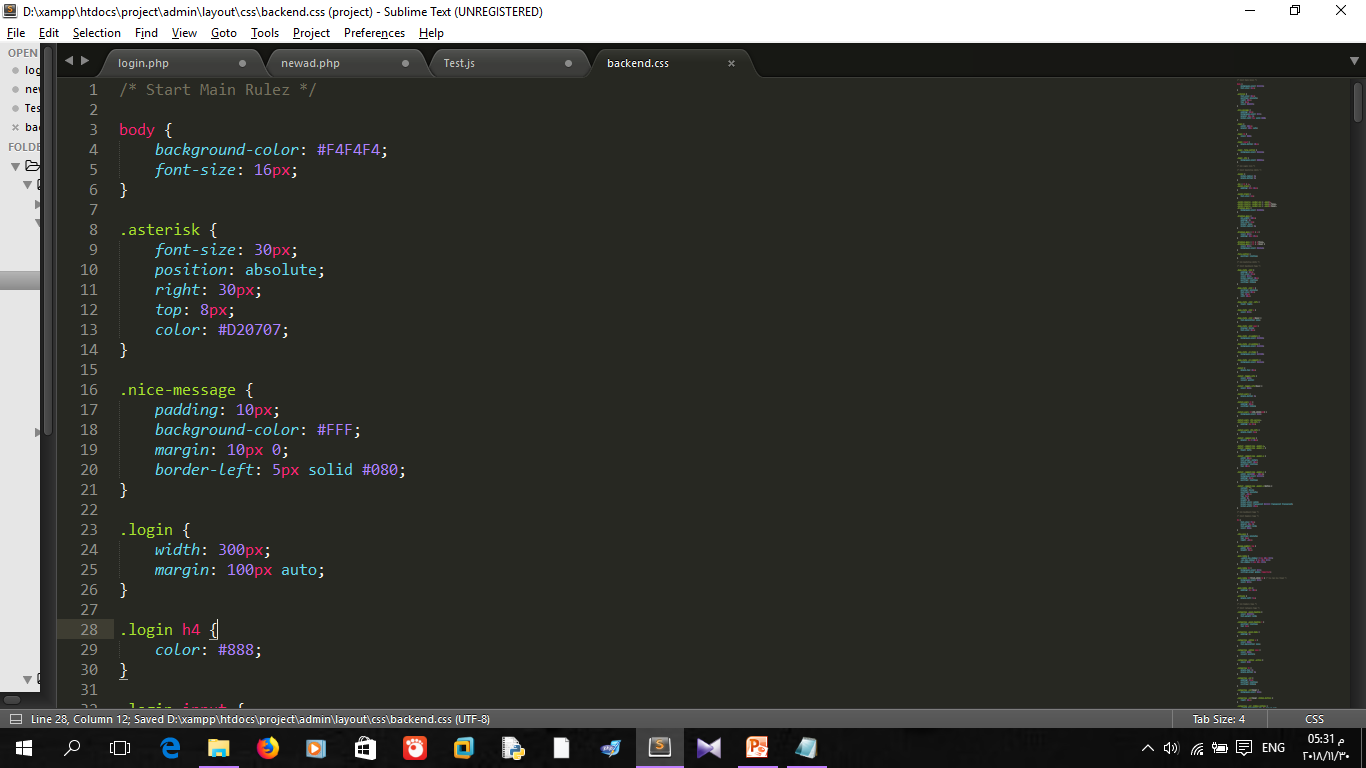 D:\xampp\htdocs\project\admin\layout\css\backend.css (project) - Sublime Text (UNREGISTERED)
File Edit Selection Find View Goto Tools Project Preferences Help
OPEN
log
nev
Tes
bac
FOLDE
login.php newad.php Test.js backend.css
1 /* Start Main Rulez */
2
3 body {
4 background-color: #F4F4F4;
5 font-size: 16px;
6 }
7
8 .asterisk {
9 font-size: 30px;
10 position: absolute;
11 right: 30px;
12 top: 8px;
13 color: #D20707;
14 }
15
16 .nice-message {
17 padding: 10px;
18 background-color: #FFF;
19 margin: 10px 0;
20 border-left: 5px solid #080;
21 }
22
23 .login {
24 width: 300px;
25 margin: 100px auto;
26 }
27
28 .login h4 {
29 color: #888;
30 }
31
32 .login input {
Line 28, Column 12; Saved D:\xampp\htdocs\project\admin\layout\css\backend.css (UTF-8) Tab Size: 4 CSS
ENG
05:31 م
٢٠١٨/١١/٣٠